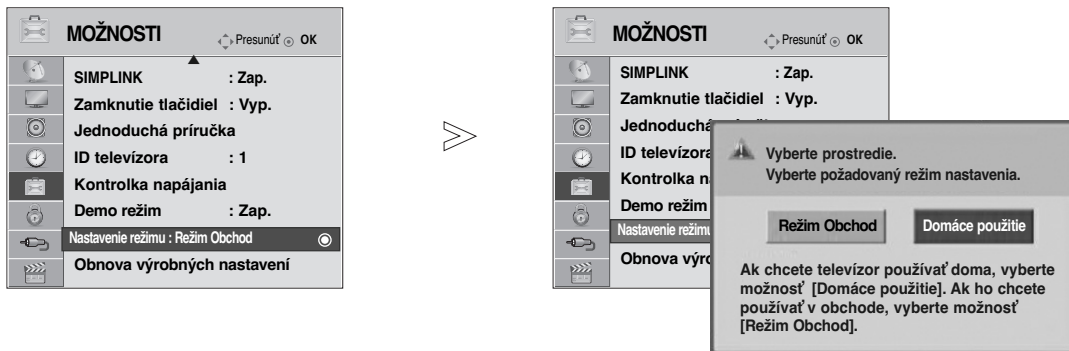 MOŽNOSTI
Presunúť OK
SIMPLINK : Zap.
Zamknutie tlačidiel : Vyp.
Jednoduchá príručka
ID televízora : 1
Kontrolka napájania
Demo režim : Zap.
Nastavenie režimu : Režim Obchod
Obnova výrobných nastavení
MOŽNOSTI
Presunúť OK
SIMPLINK : Zap.
Zamknutie tlačidiel : Vyp.
Jednoduchá
ID televízora
Kontrolka
Demo režim
Nastavenie režimu
Obnova
Vyberte prostredie.
Vyberte požadovaný režim nastavenia.
Režim Obchod
Domáce použitie
Ak chcete televízor používať doma, vyberte
možnosť [Domáce použitie]. Ak ho chcete
používať v obchode, vyberte možnosť
[Režim Obchod].